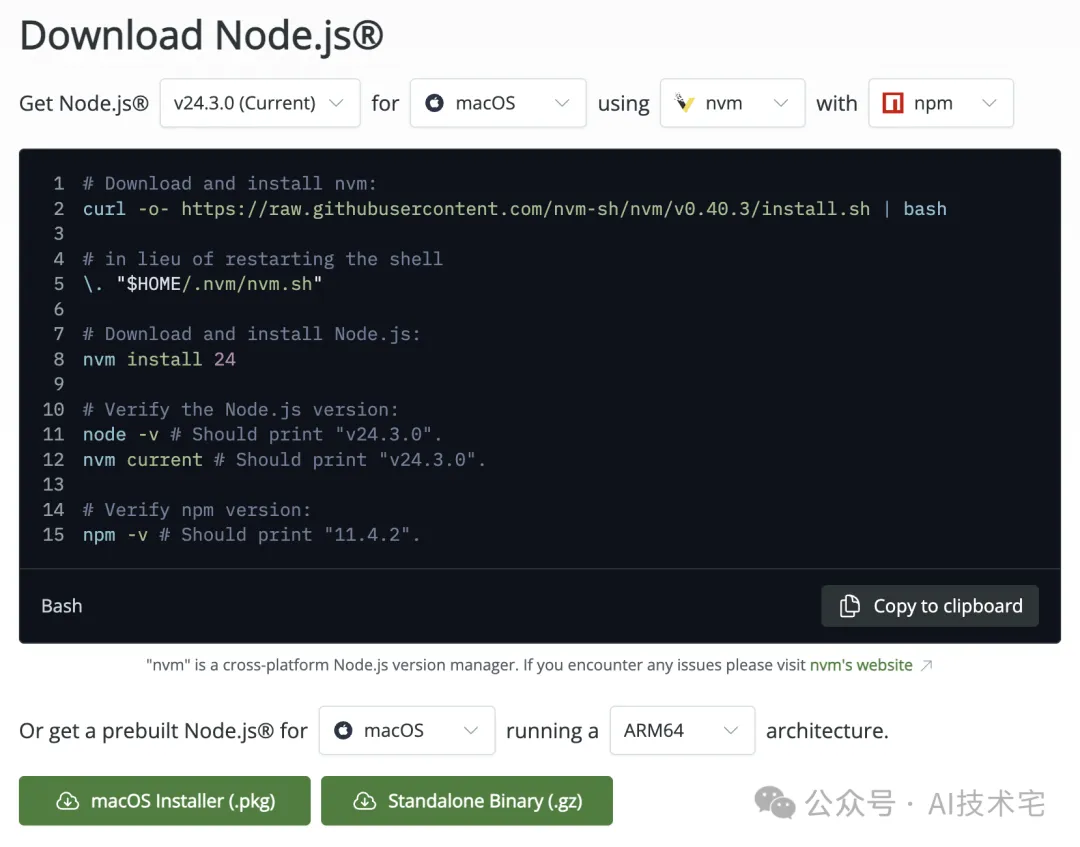 Download Node.js®
Get Node.js® v24.3.0 (Current) for macOS using nvm with npm
1 # Download and install nvm:
2 curl -o- https://raw.githubusercontent.com/nvm-sh/nvm/v0.40.3/install.sh | bash
3
4 # in lieu of restarting the shell
5 \. "$HOME/.nvm/nvm.sh"
6
7 # Download and install Node.js:
8 nvm install 24
9
10 # Verify the Node.js version:
11 node -v # Should print "v24.3.0".
12 nvm current # Should print "v24.3.0".
13
14 # Verify npm version:
15 npm -v # Should print "11.4.2".
Bash Copy to clipboard
"nvm" is a cross-platform Node.js version manager. If you encounter any issues please visit nvm's website
Or get a prebuilt Node.js® for macOS running a ARM64 architecture.
macOS Installer (.pkg) Standalone Binary (.gz)
公众号 · AI技术宅